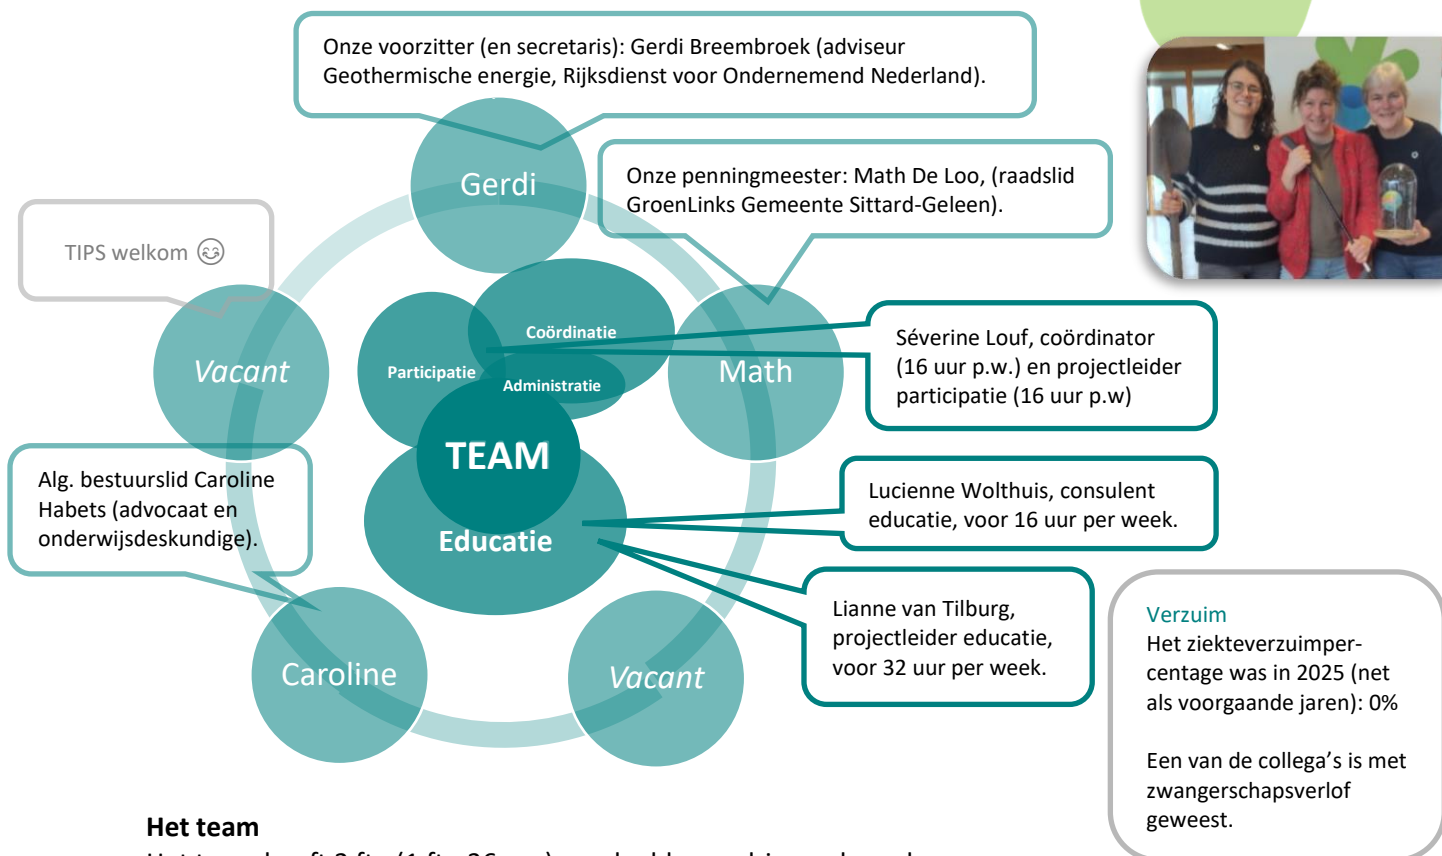 Onze voorzitter (en secretaris): Gerdi Breembroek (adviseur
Geothermische energie, Rijksdienst voor Ondernemend Nederland).
Gerdi
Onze penningmeester: Math De Loo, (raadslid
GroenLinks Gemeente Sittard-Geleen).
TIPS welkom 😊
Vacant
Coördinatie
Participatie
Administratie
Math
Séverine Louf, coördinator
(16 uur p.w.) en projectleider
participatie (16 uur p.w)
TEAM
Educatie
Alg. bestuurslid Caroline
Habets (advocaat en
onderwijsdeskundige).
Lucienne Wolthuis, consulent
educatie, voor 16 uur per week.
Lianne van Tilburg,
projectleider educatie,
voor 32 uur per week.
Caroline
Vacant
Verzuim
Het ziekteverzuimper-
centage was in 2025 (net
als voorgaande jaren): 0%
Een van de collega's is met
zwangerschapsverlof
geweest.
Het team